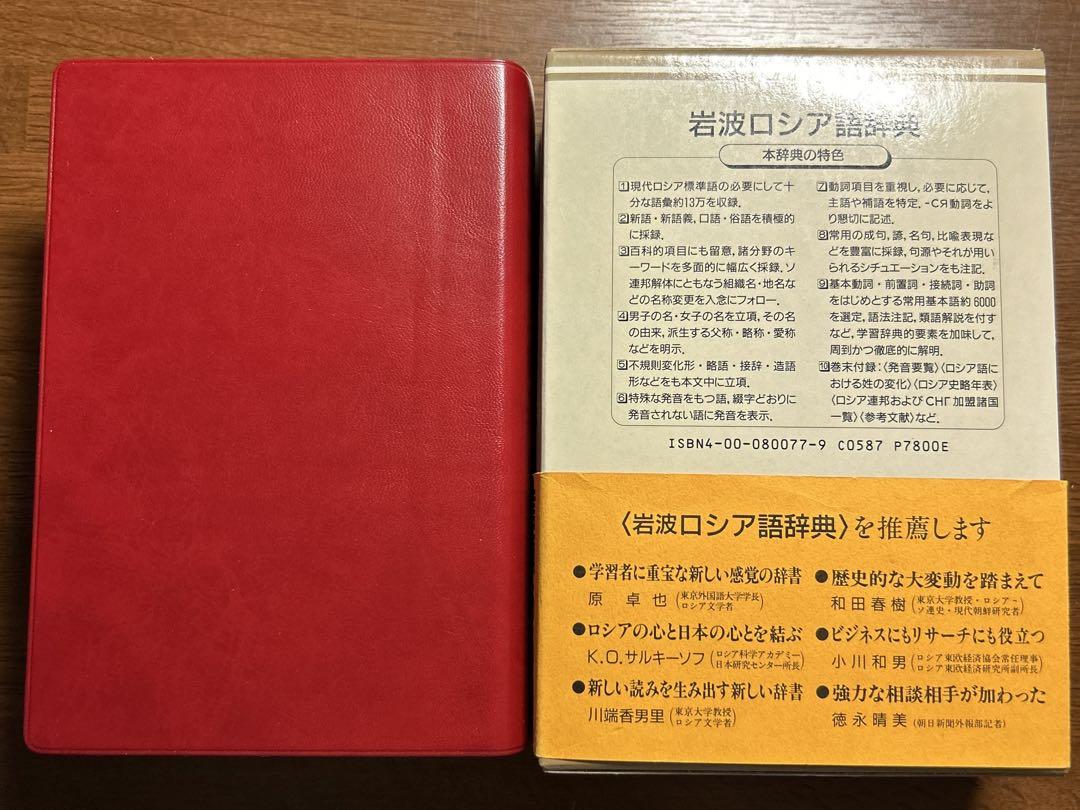 岩波ロシア語辞典
本辞典の特色
1 現代ロシア標準語の必要にして十
分な語彙約13万を収録.
2 新語・新語義, 口語・俗語を積極的
に採録.
3 百科的項目にも留意, 諸分野のキ
ーワードを多面的に幅広く採録. ソ
連邦解体にともなう組織名・地名な
どの名称変更を入念にフォロー.
4 男子の名・女子の名を立項, その名
の由来, 派生する父称・略称・愛称
などを明示.
5 不規則変化形・略語・接辞・造語
形などをも本文中に立項.
6 特殊な発音をもつ語, 綴字どおりに
発音されない語に発音を表示.
7 動詞項目を重視し, 必要に応じて,
主語や補語を特定. -СЯ動詞をよ
り懇切に記述.
8 常用の成句, 諺, 名句, 比喩表現な
どを豊富に採録, 句源やそれが用い
られるシチュエーションをも注記.
9 基本動詞・前置詞・接続詞・助詞
をはじめとする常用基本語約6000
を選定, 語法注記, 類語解説を付す
など, 学習辞典的要素を加味して,
周到かつ徹底的に解明.
10 巻末付録:〈発音要覧〉〈ロシア語に
おける姓の変化〉〈ロシア史略年表〉
〈ロシア連邦およびСНГ加盟諸国
一覧〉〈参考文献〉など.
ISBN4-00-080077-9 C0587 P7800E
〈岩波ロシア語辞典〉を推薦します
●学習者に重宝な新しい感覚の辞書
原 卓也(東京外国語大学学長
ロシア文学者)
●ロシアの心と日本の心とを結ぶ
K.O.サルキーソフ(ロシア科学アカデミー
日本研究センター所長)
●新しい読みを生み出す新しい辞書
川端香男里(東京大学教授
ロシア文学者)
●歴史的な大変動を踏まえて
和田春樹(東京大学教授・ロシア〜
ソ連史・現代朝鮮研究者)
●ビジネスにもリサーチにも役立つ
小川和男(ロシア東欧経済協会常任理事
ロシア東欧経済研究所副所長)
●強力な相談相手が加わった
徳永晴美(朝日新聞外報部記者)